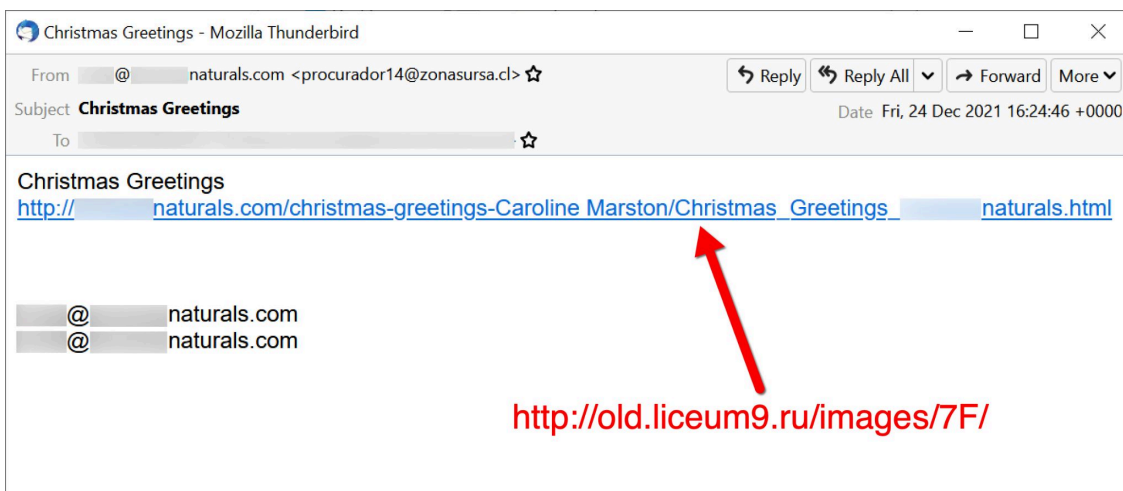 Christmas Greetings - Mozilla Thunderbird
From @ naturals.com <procurador14@zonasursa.cl> Reply Reply All Forward More
Subject Christmas Greetings Date Fri, 24 Dec 2021 16:24:46 +0000
To
Christmas Greetings
http:// naturals.com/christmas-greetings-Caroline Marston/Christmas_Greetings_ naturals.html
@ naturals.com
@ naturals.com
http://old.liceum9.ru/images/7F/